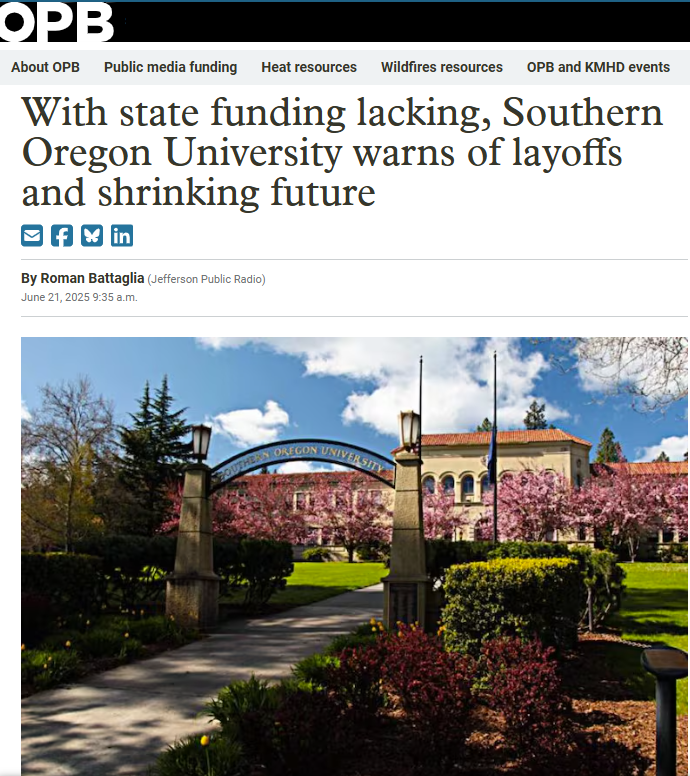 OPB
About OPB Public media funding Heat resources Wildfires resources OPB and KMHD events
With state funding lacking, Southern
Oregon University warns of layoffs
and shrinking future
By Roman Battaglia (Jefferson Public Radio)
June 21, 2025 9:35 a.m.
SOUTHERN OREGON UNIVERSITY